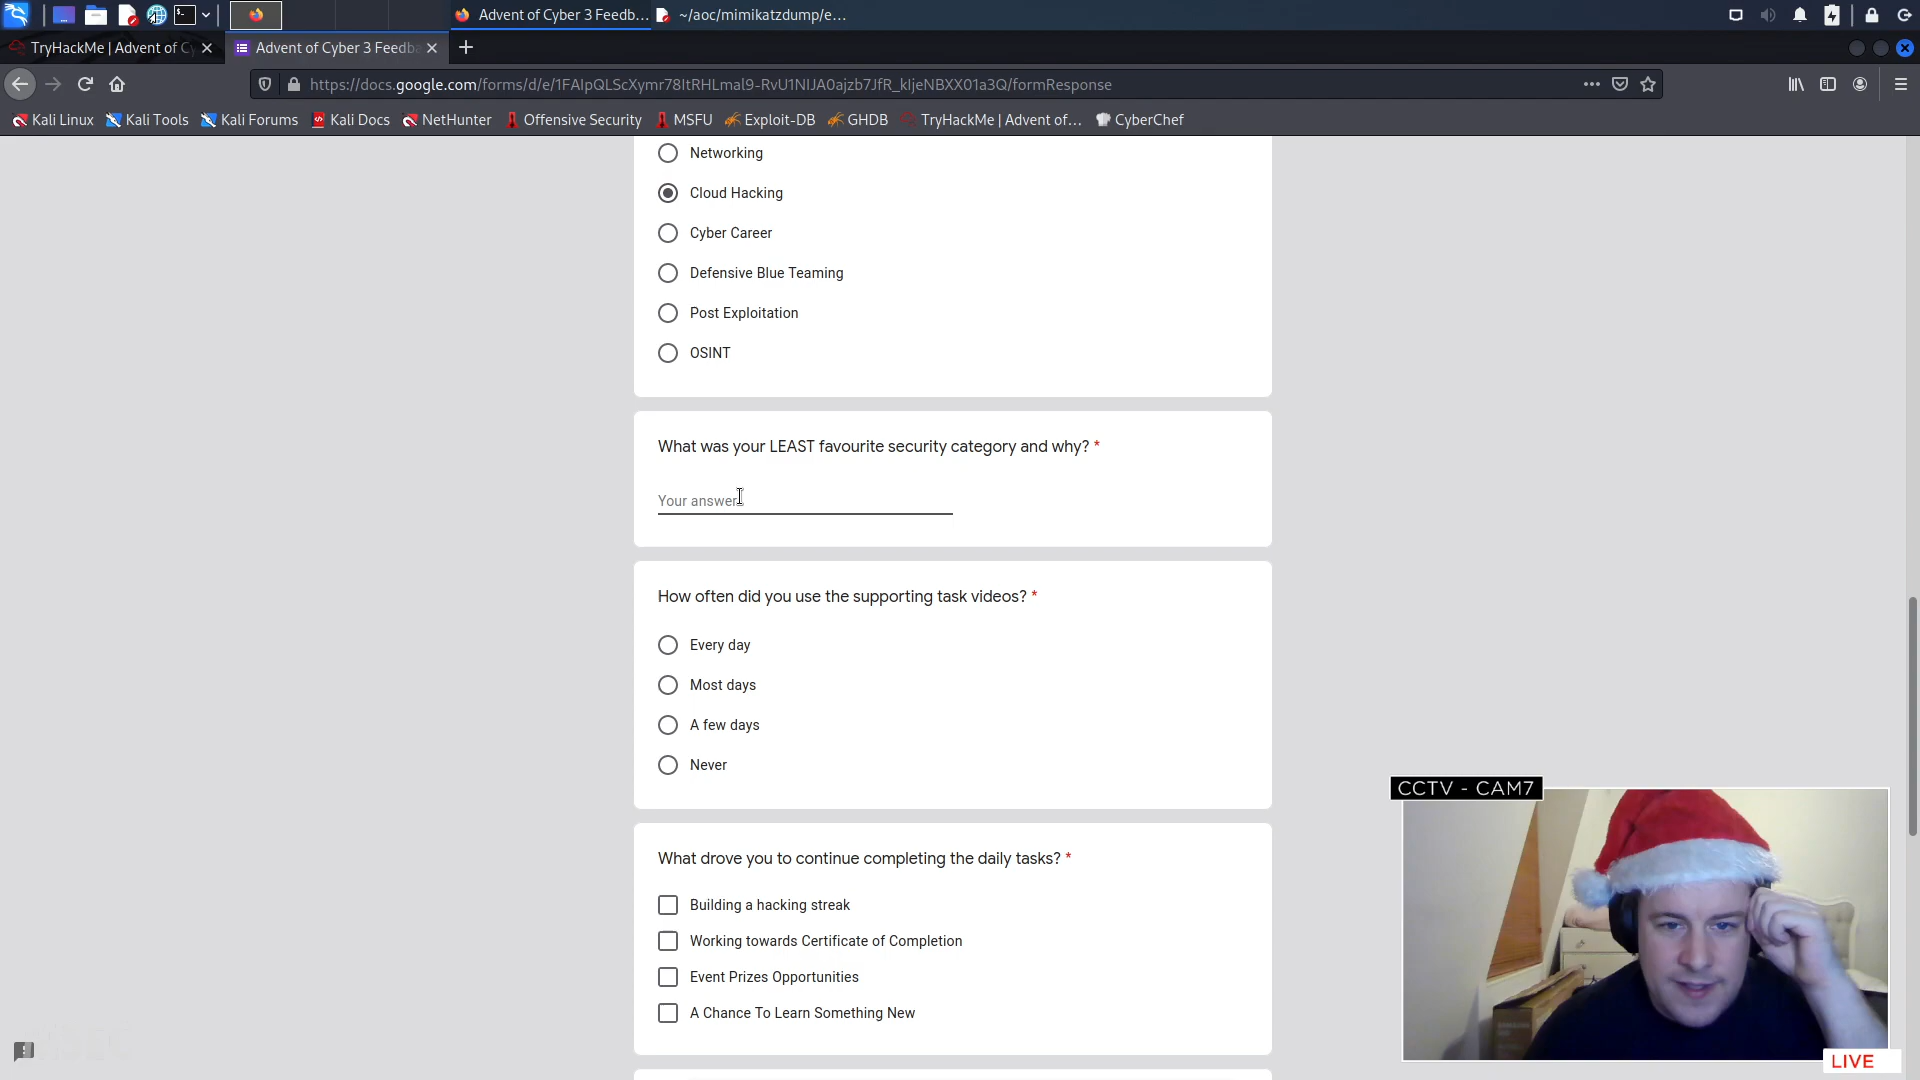 Advent of Cyber 3 Feedb...
~/aoc/mimikatzdump/e...
TryHackMe | Advent of Cy
Advent of Cyber 3 Feedba
https://docs.google.com/forms/d/e/1FAIpQLScXymr78ItRHLmal9-RvU1NIJA0ajzb7JfR_kIjeNBXX01a3Q/formResponse
Kali Linux
Kali Tools
Kali Forums
Kali Docs
NetHunter
Offensive Security
MSFU
Exploit-DB
GHDB
TryHackMe | Advent of...
CyberChef
Networking
Cloud Hacking
Cyber Career
Defensive Blue Teaming
Post Exploitation
OSINT
What was your LEAST favourite security category and why? *
Your answer
How often did you use the supporting task videos? *
Every day
Most days
A few days
Never
What drove you to continue completing the daily tasks? *
Building a hacking streak
Working towards Certificate of Completion
Event Prizes Opportunities
A Chance To Learn Something New
CCTV - CAM7
LIVE